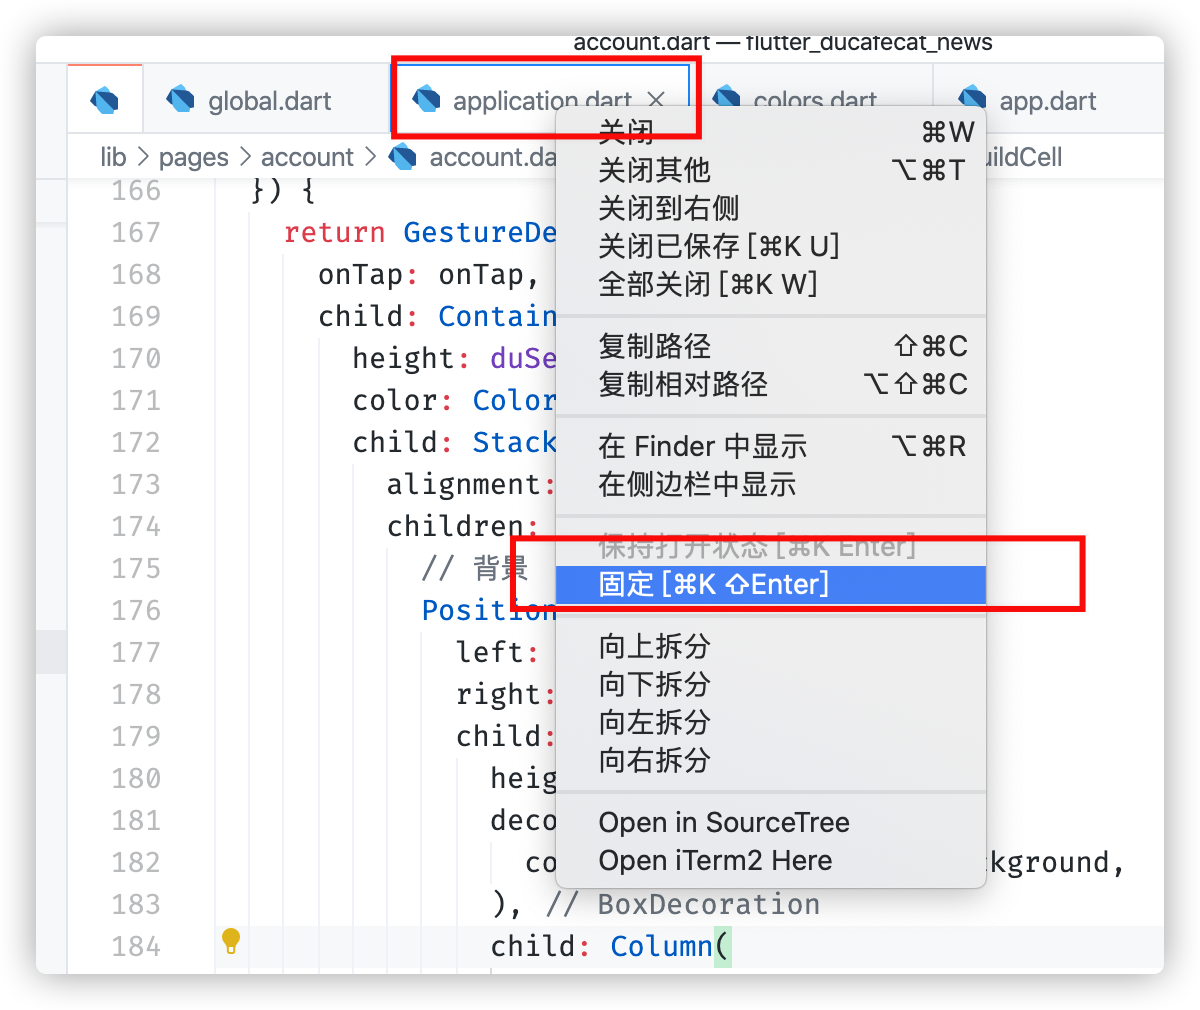 account.dart — flutter_ducafecat_news
global.dart
application.dart
colors.dart
app.dart
lib > pages > account > account.da
uildCell
关闭 ⌘W
关闭其他 ⌥⌘T
关闭到右侧
关闭已保存 [⌘K U]
全部关闭 [⌘K W]
复制路径 ⇧⌘C
复制相对路径 ⌥⇧⌘C
在 Finder 中显示 ⌥⌘R
在侧边栏中显示
保持打开状态 [⌘K Enter]
固定 [⌘K ⇧Enter]
向上拆分
向下拆分
向左拆分
向右拆分
Open in SourceTree
Open iTerm2 Here
166 }) {
167 return GestureDe
168 onTap: onTap,
169 child: Contain
170 height: duSe
171 color: Color
172 child: Stack
173 alignment:
174 children:
175 // 背景
176 Position
177 left:
178 right:
179 child:
180 heig
181 deco
182 co kground,
183 ), // BoxDecoration
184 child: Column(